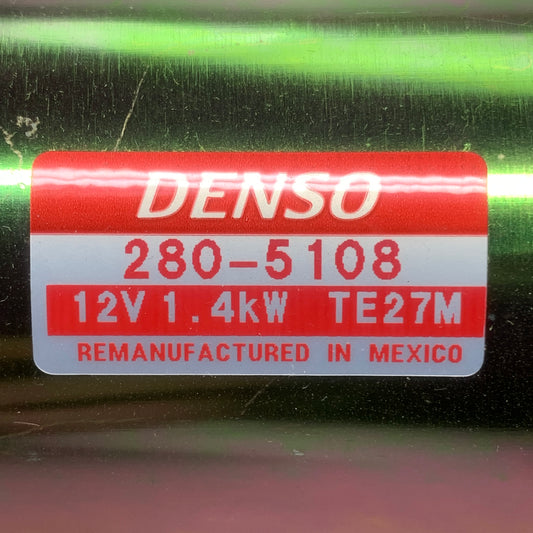 DENSO
280-5108
12V 1.4kW TE27M
REMANUFACTURED IN MEXICO